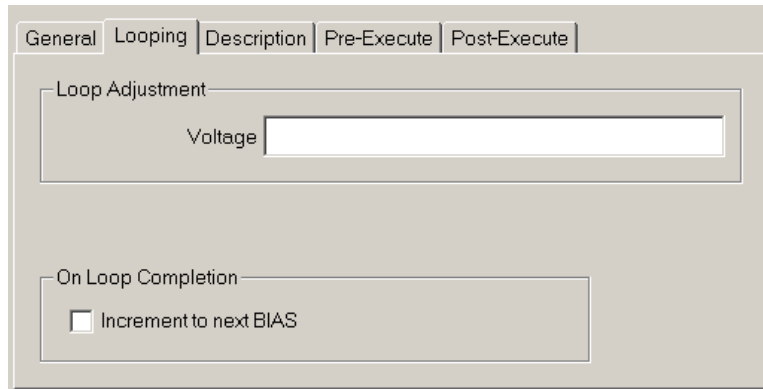 General Looping Description Pre-Execute Post-Execute
Loop Adjustment
Voltage
On Loop Completion
Increment to next BIAS